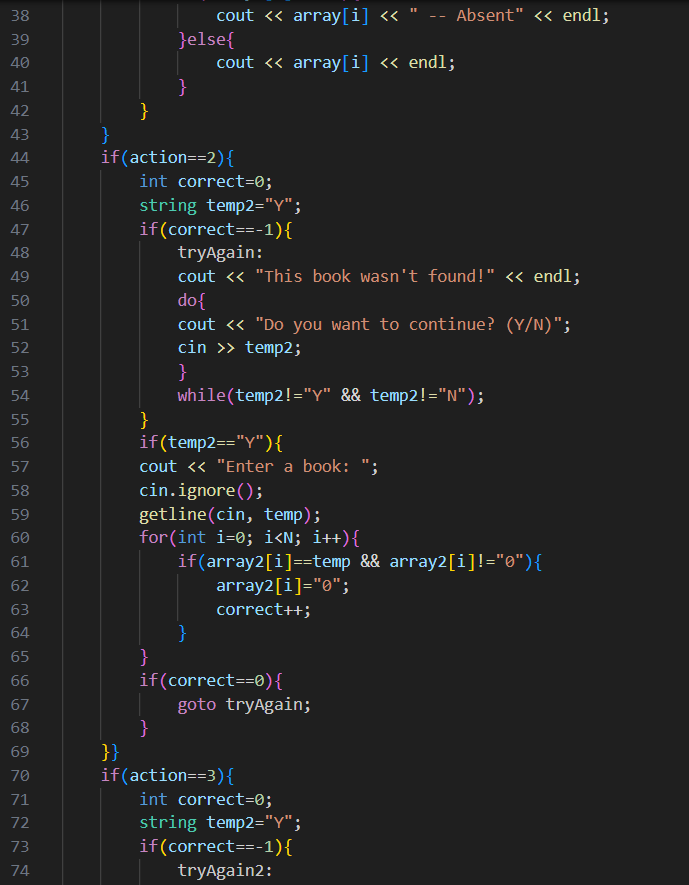 38 cout << array[i] << " -- Absent" << endl;
39 }else{
40 cout << array[i] << endl;
41 }
42 }
43 }
44 if(action==2){
45 int correct=0;
46 string temp2="Y";
47 if(correct==-1){
48 tryAgain:
49 cout << "This book wasn't found!" << endl;
50 do{
51 cout << "Do you want to continue? (Y/N)";
52 cin >> temp2;
53 }
54 while(temp2!="Y" && temp2!="N");
55 }
56 if(temp2=="Y"){
57 cout << "Enter a book: ";
58 cin.ignore();
59 getline(cin, temp);
60 for(int i=0; i<N; i++){
61 if(array2[i]==temp && array2[i]!="0"){
62 array2[i]="0";
63 correct++;
64 }
65 }
66 if(correct==0){
67 goto tryAgain;
68 }
69 }}
70 if(action==3){
71 int correct=0;
72 string temp2="Y";
73 if(correct==-1){
74 tryAgain2: